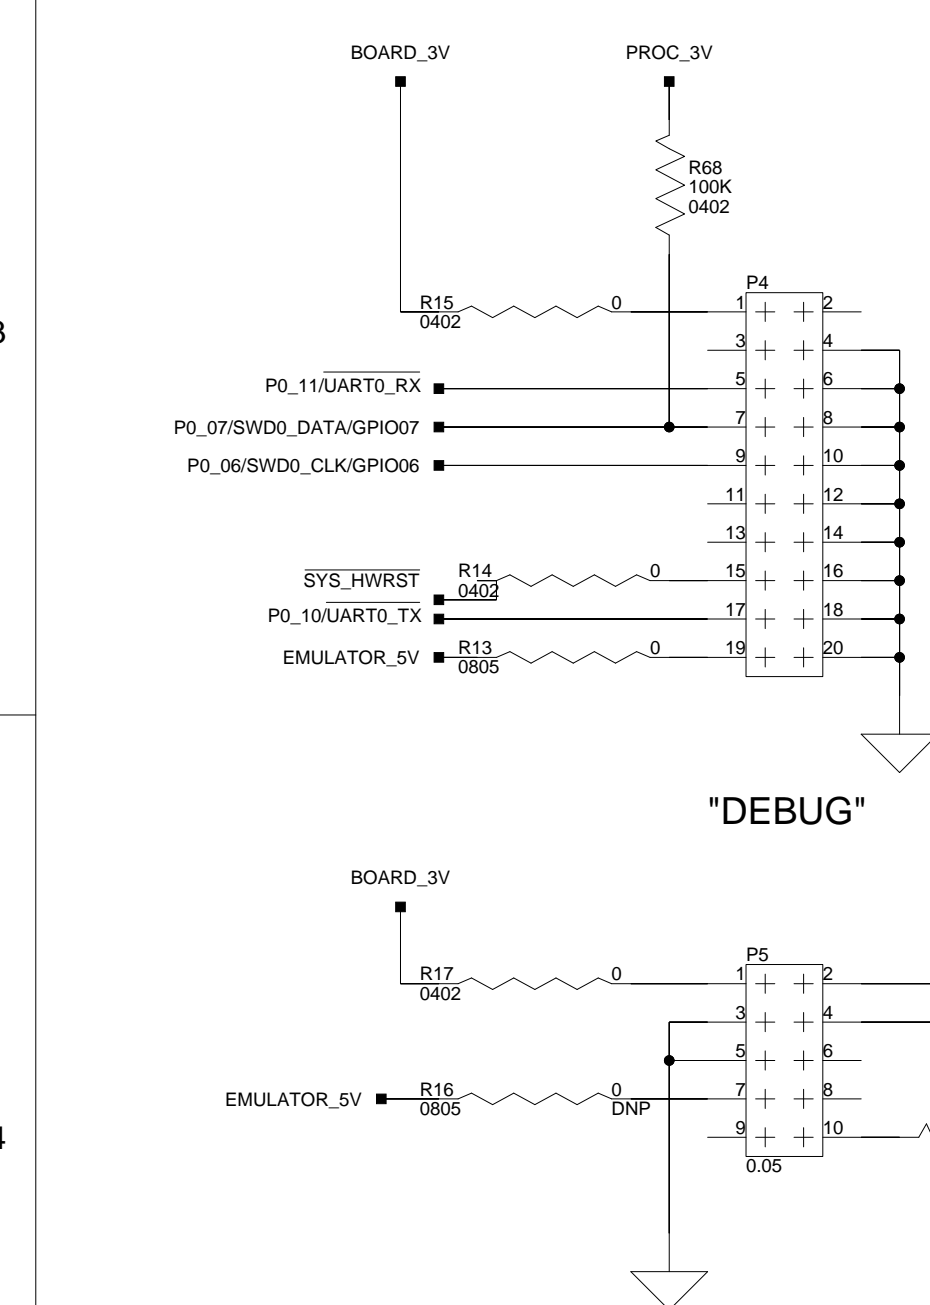 BOARD_3V PROC_3V
R68
100K
0402
P4
R15 0 1 2
0402
3 4
P0_11/UART0_RX 5 6
P0_07/SWD0_DATA/GPIO07 7 8
P0_06/SWD0_CLK/GPIO06 9 10
11 12
13 14
SYS_HWRST R14 0 15 16
0402
P0_10/UART0_TX 17 18
EMULATOR_5V R13 0 19 20
0805
"DEBUG"
BOARD_3V
P5
R17 0 1 2
0402
3 4
5 6
EMULATOR_5V R16 0 7 8
0805 DNP
9 10
0.05